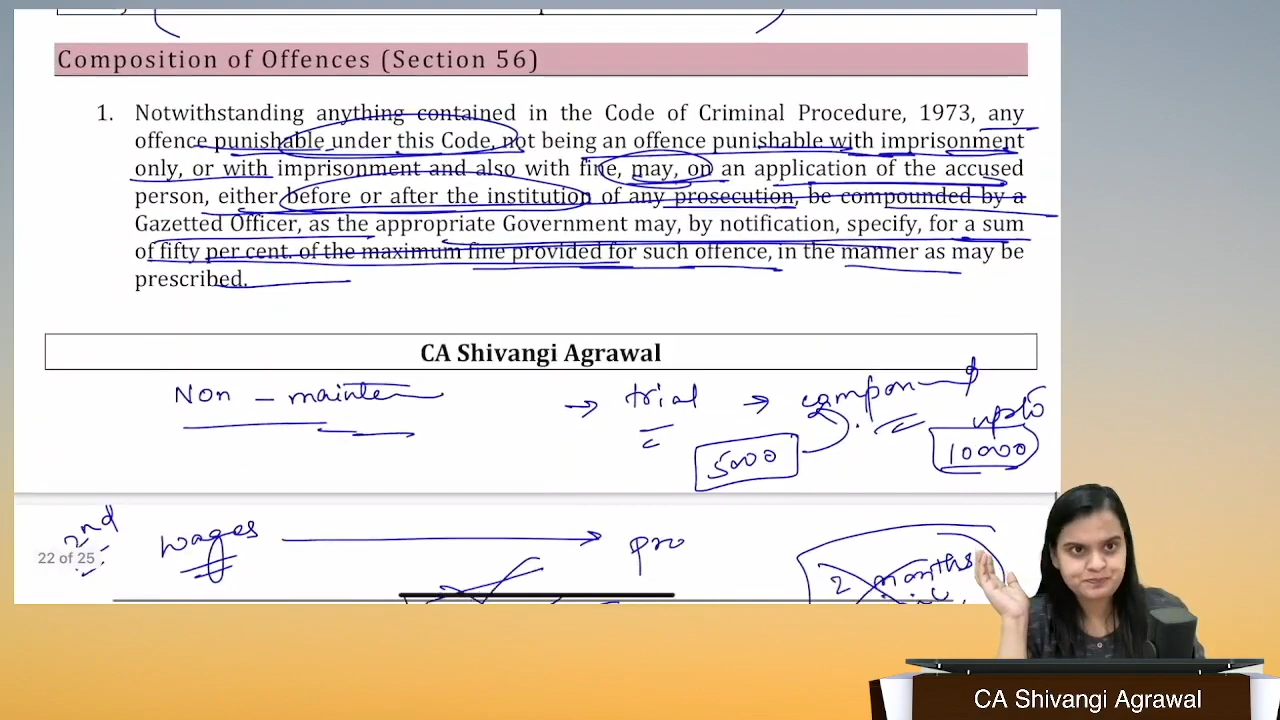 Composition of Offences (Section 56)
1. Notwithstanding anything contained in the Code of Criminal Procedure, 1973, any
offence punishable under this Code, not being an offence punishable with imprisonment
only, or with imprisonment and also with fine, may, on an application of the accused
person, either before or after the institution of any prosecution, be compounded by a
Gazetted Officer, as the appropriate Government may, by notification, specify, for a sum
of fifty per cent. of the maximum fine provided for such offence, in the manner as may be
prescribed.
CA Shivangi Agrawal
Non - mainten → trial → compon
upto
5000 10000
2nd wages pro
22 of 25
2 months
CA Shivangi Agrawal